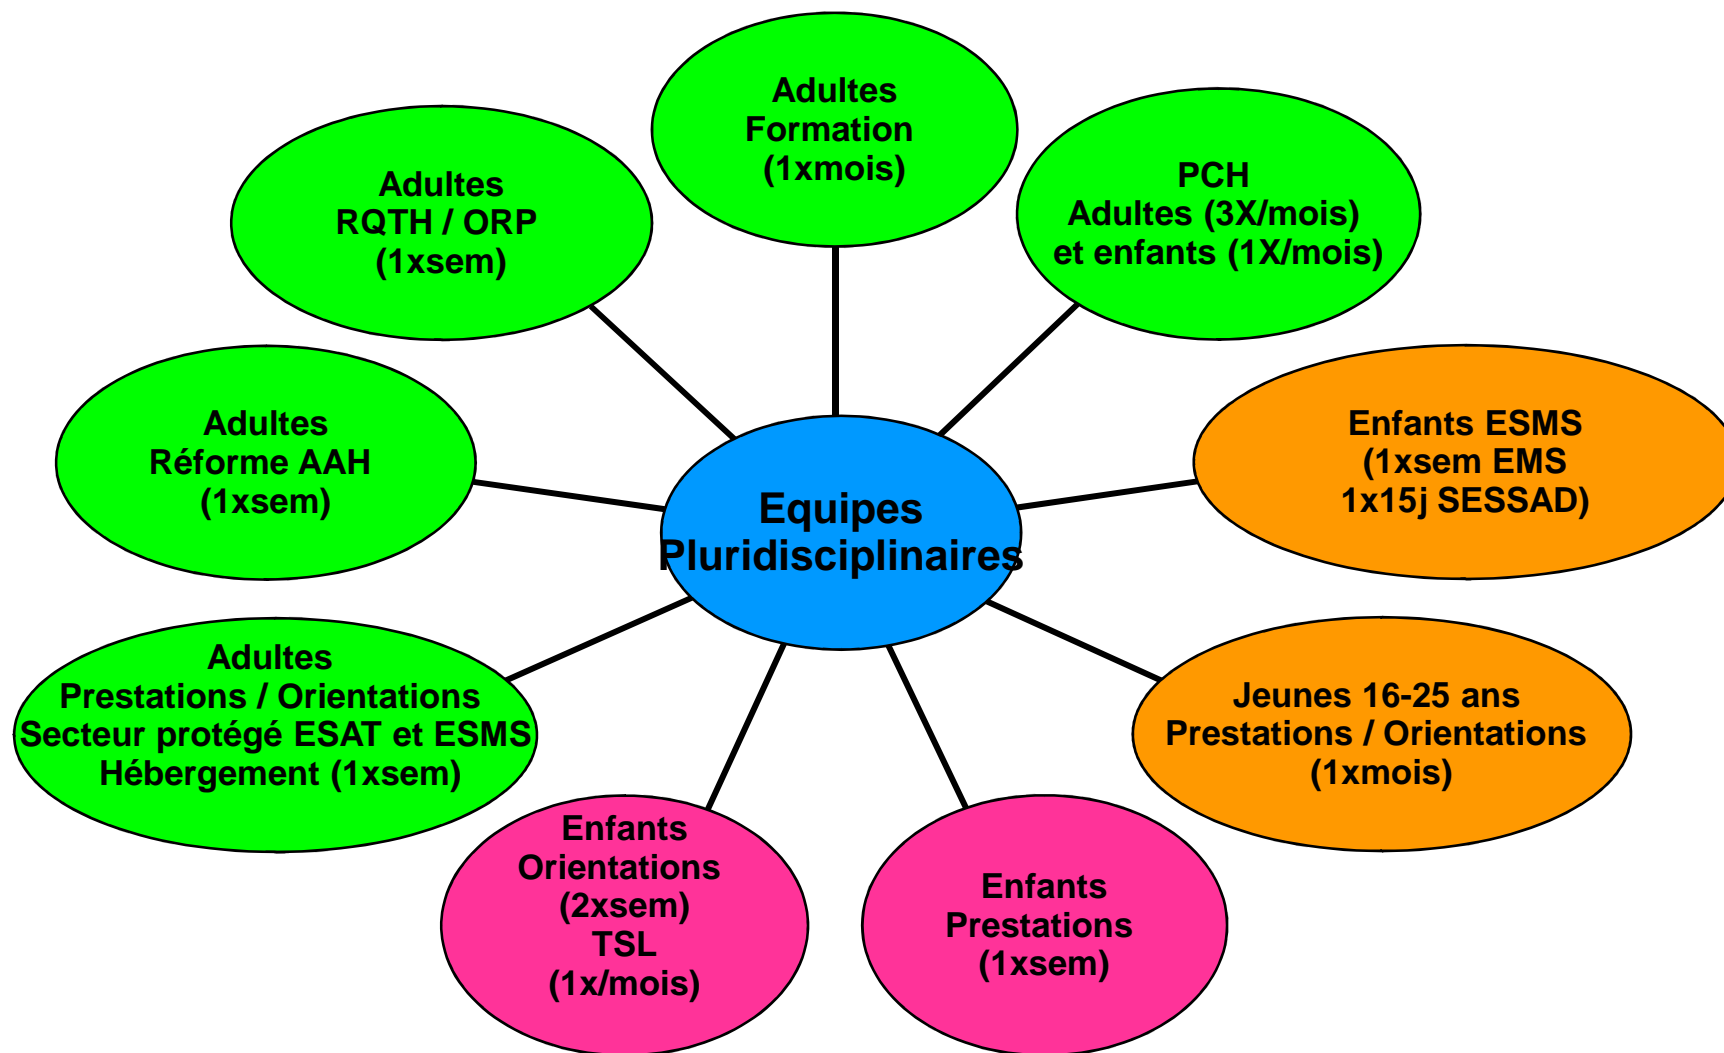 Adultes
Formation
(1xmois)
PCH
Adultes (3X/mois)
et enfants (1X/mois)
Adultes
RQTH / ORP
(1xsem)
Adultes
Réforme AAH
(1xsem)
Enfants ESMS
(1xsem EMS
1x15j SESSAD)
Equipes
Pluridisciplinaires
Adultes
Prestations / Orientations
Secteur protégé ESAT et ESMS
Hébergement (1xsem)
Jeunes 16-25 ans
Prestations / Orientations
(1xmois)
Enfants
Orientations
(2xsem)
TSL
(1x/mois)
Enfants
Prestations
(1xsem)